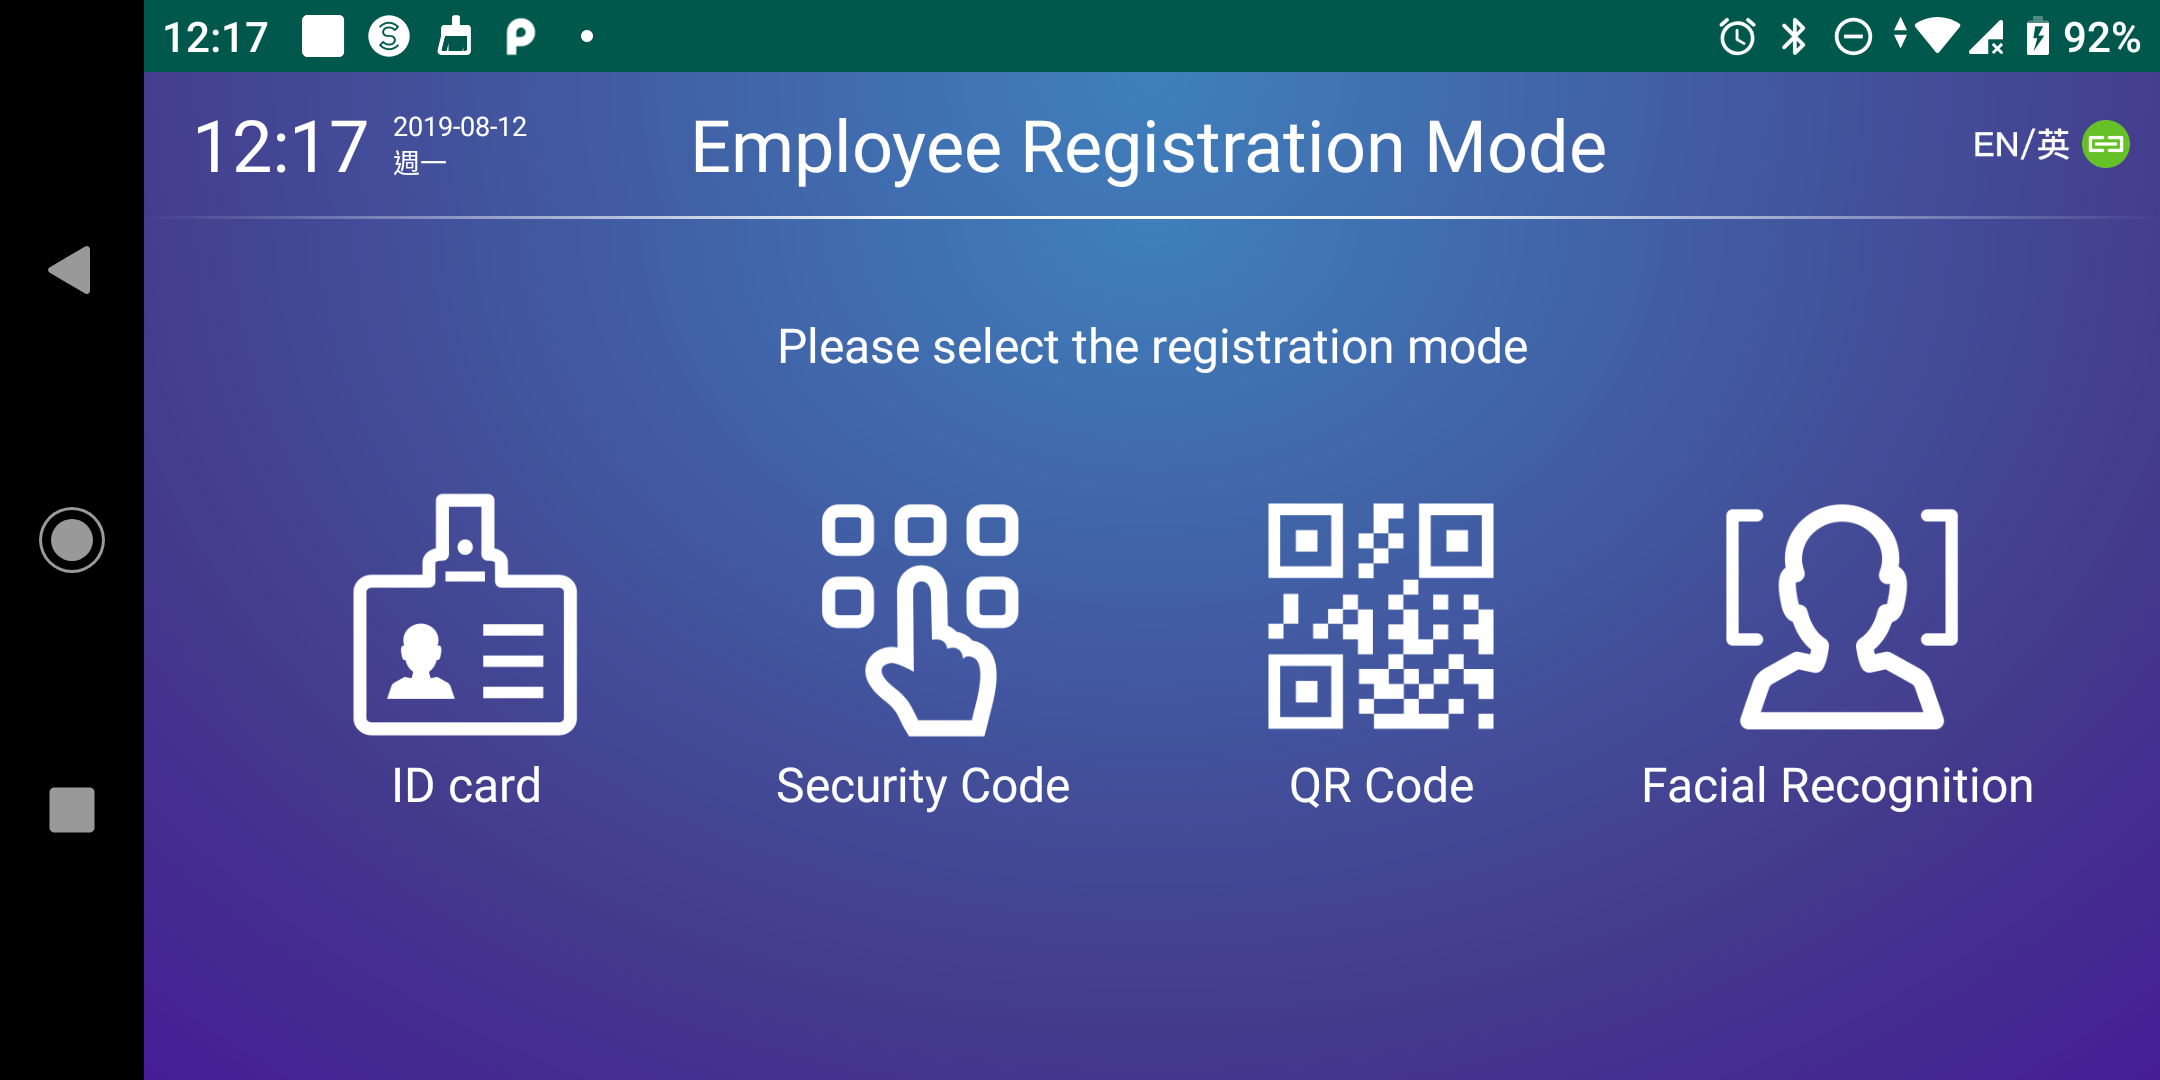 12:17
92%
12:17
2019-08-12
週一
Employee Registration Mode
EN/英
Please select the registration mode
ID card
Security Code
QR Code
Facial Recognition